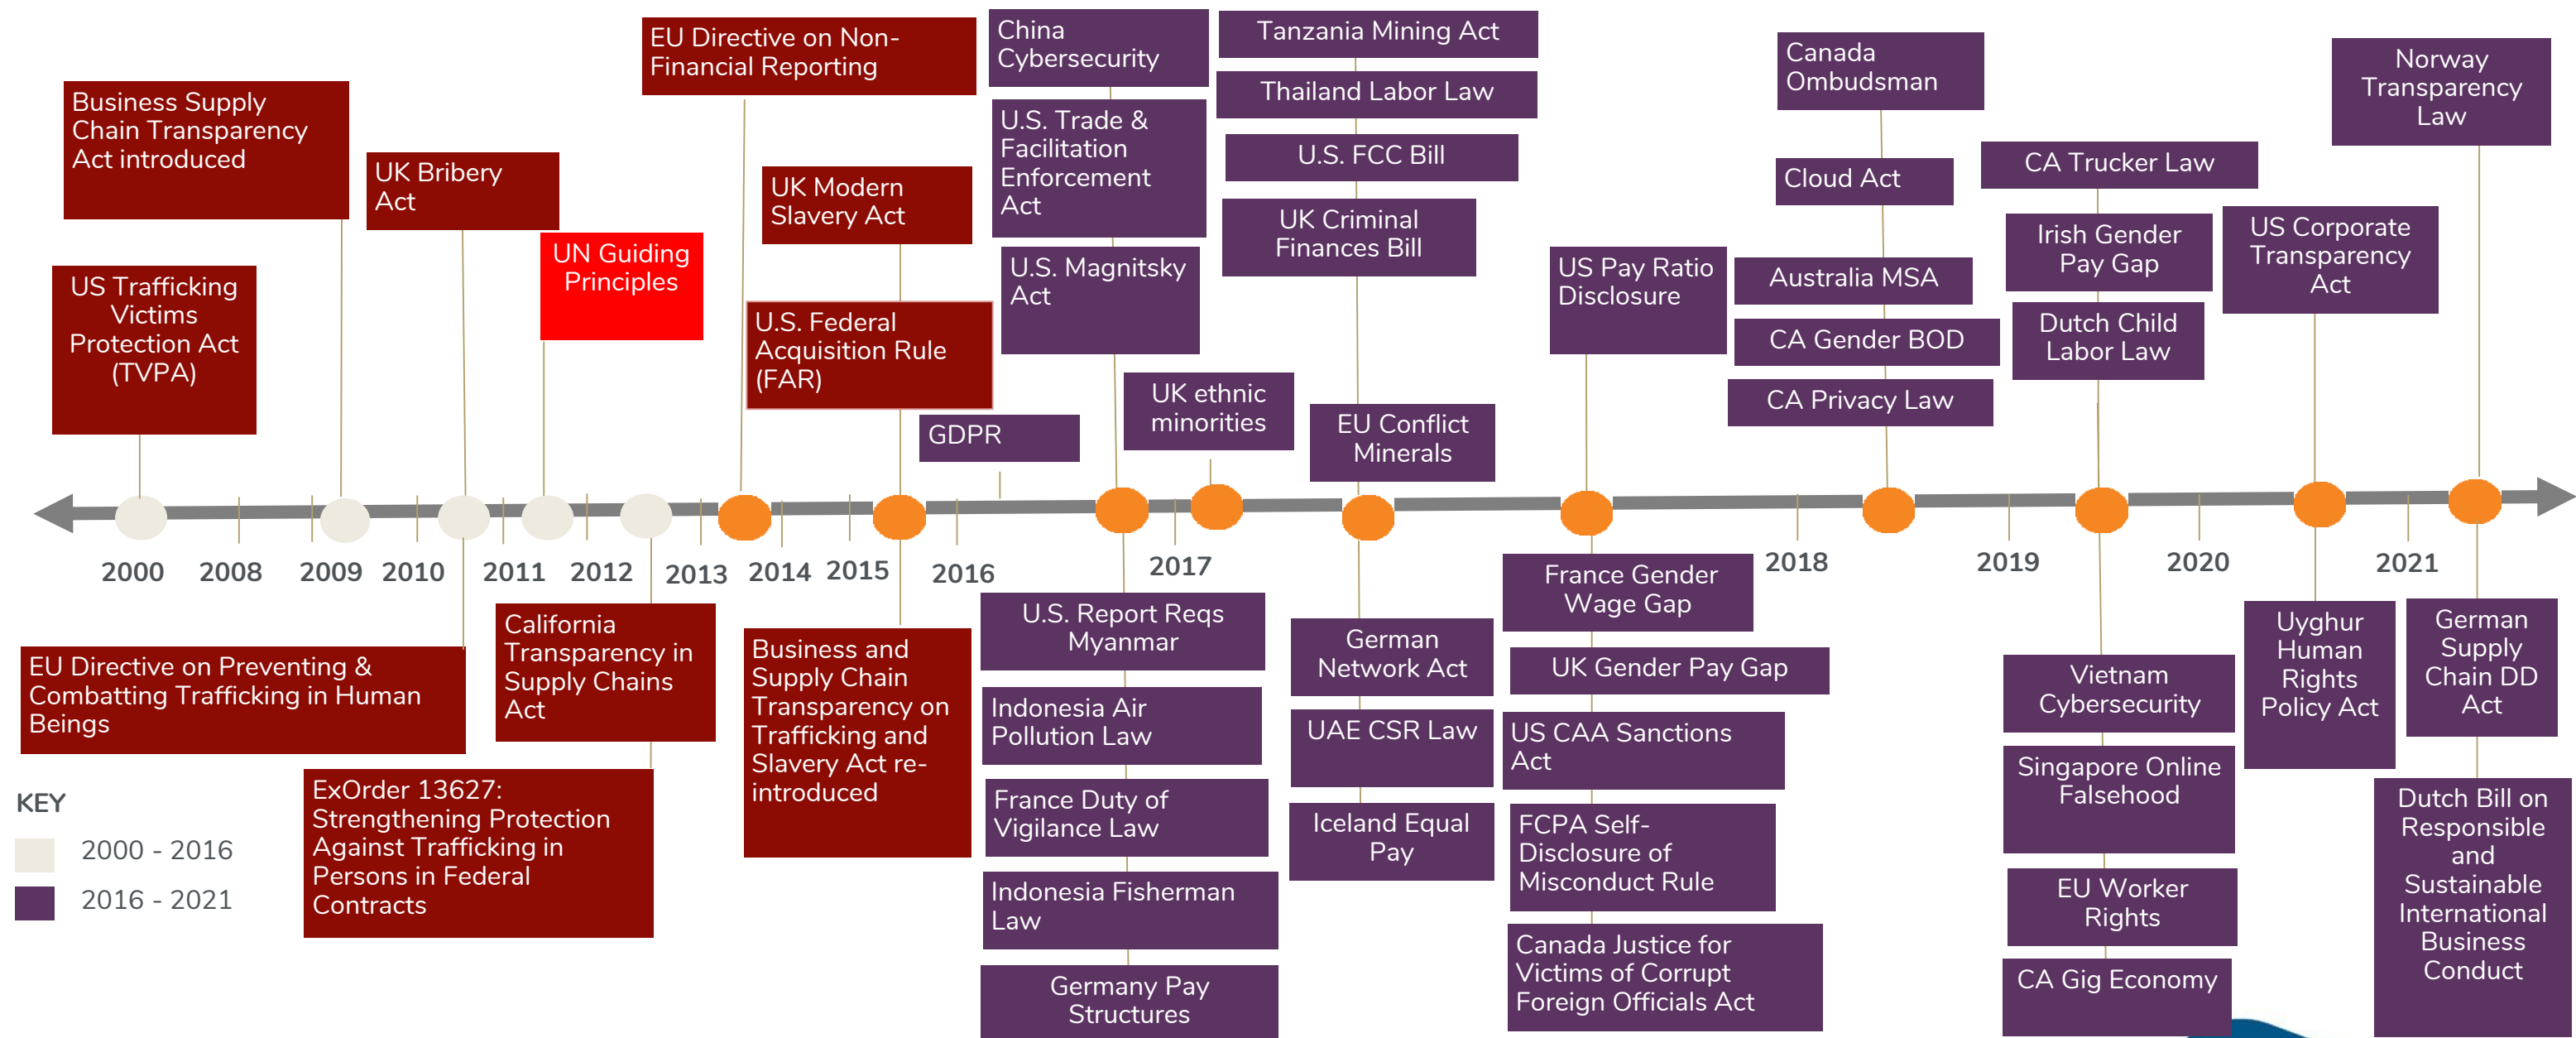 EU Directive on Non-
Financial Reporting
China
Cybersecurity
Tanzania Mining Act
Thailand Labor Law
U.S. FCC Bill
UK Criminal
Finances Bill
Canada
Ombudsman
Norway
Transparency
Law
Business Supply
Chain Transparency
Act introduced
UK Bribery
Act
UN Guiding
Principles
UK Modern
Slavery Act
U.S. Trade &
Facilitation
Enforcement
Act
U.S. Magnitsky
Act
US Pay Ratio
Disclosure
Cloud Act
Australia MSA
CA Gender BOD
CA Privacy Law
CA Trucker Law
Irish Gender
Pay Gap
Dutch Child
Labor Law
US Corporate
Transparency
Act
US Trafficking
Victims
Protection Act
(TVPA)
U.S. Federal
Acquisition Rule
(FAR)
GDPR
UK ethnic
minorities
EU Conflict
Minerals
2000
2008
2009
2010
2011
2012
2013
2014
2015
2016
2017
2018
2019
2020
2021
EU Directive on Preventing &
Combatting Trafficking in Human
Beings
California
Transparency in
Supply Chains
Act
ExOrder 13627:
Strengthening Protection
Against Trafficking in
Persons in Federal
Contracts
Business and
Supply Chain
Transparency on
Trafficking and
Slavery Act re-
introduced
U.S. Report Reqs
Myanmar
Indonesia Air
Pollution Law
France Duty of
Vigilance Law
Indonesia Fisherman
Law
Germany Pay
Structures
German
Network Act
UAE CSR Law
Iceland Equal
Pay
France Gender
Wage Gap
UK Gender Pay Gap
US CAA Sanctions
Act
FCPA Self-
Disclosure of
Misconduct Rule
Canada Justice for
Victims of Corrupt
Foreign Officials Act
Vietnam
Cybersecurity
Singapore Online
Falsehood
EU Worker
Rights
CA Gig Economy
Uyghur
Human
Rights
Policy Act
German
Supply
Chain DD
Act
Dutch Bill on
Responsible
and
Sustainable
International
Business
Conduct
KEY
2000 - 2016
2016 - 2021